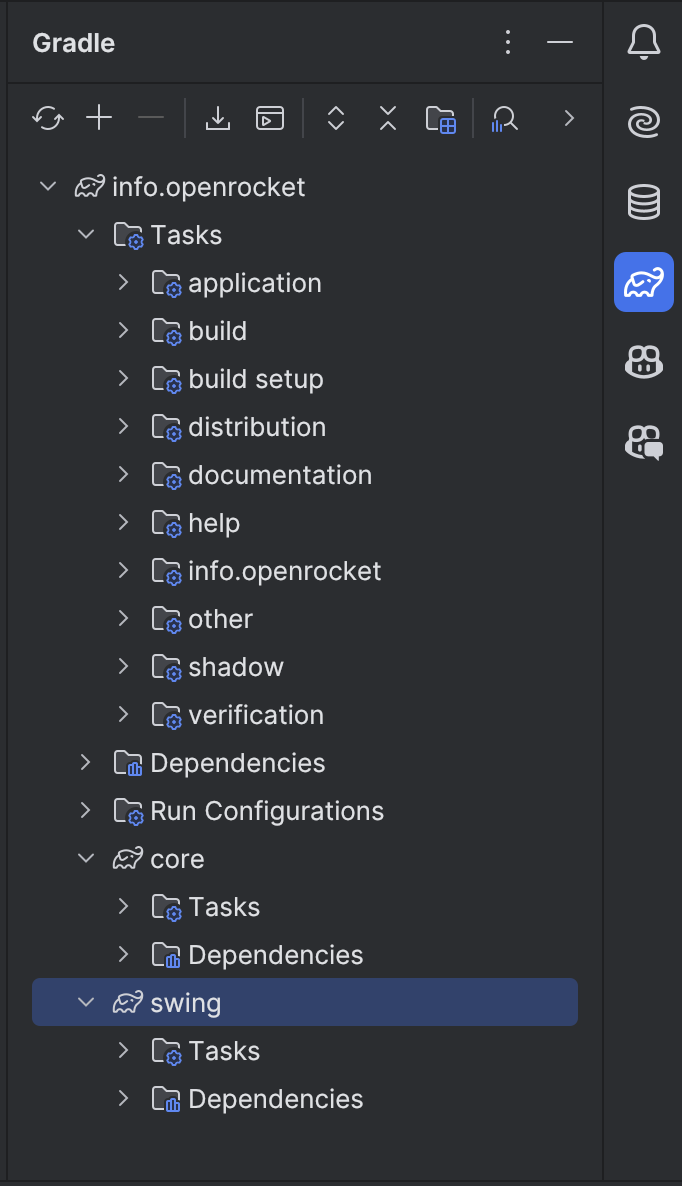 Gradle
info.openrocket
Tasks
application
build
build setup
distribution
documentation
help
info.openrocket
other
shadow
verification
Dependencies
Run Configurations
core
Tasks
Dependencies
swing
Tasks
Dependencies